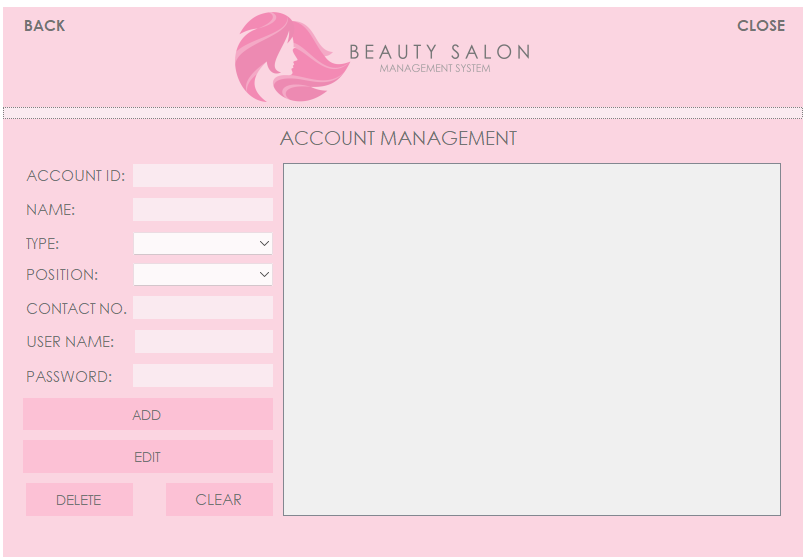 BACK
CLOSE
BEAUTY SALON
MANAGEMENT SYSTEM
ACCOUNT MANAGEMENT
ACCOUNT ID:
NAME:
TYPE:
POSITION:
CONTACT NO.
USER NAME:
PASSWORD:
ADD
EDIT
DELETE
CLEAR